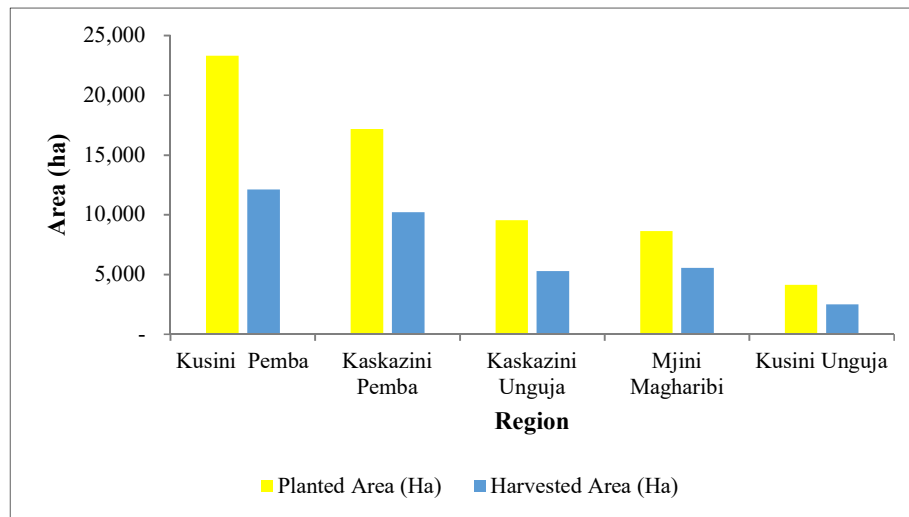 25,000
20,000
15,000
10,000
5,000
-
Area (ha)
Kusini Pemba
Kaskazini
Pemba
Kaskazini
Unguja
Mjini
Magharibi
Kusini Unguja
Region
Planted Area (Ha)
Harvested Area (Ha)